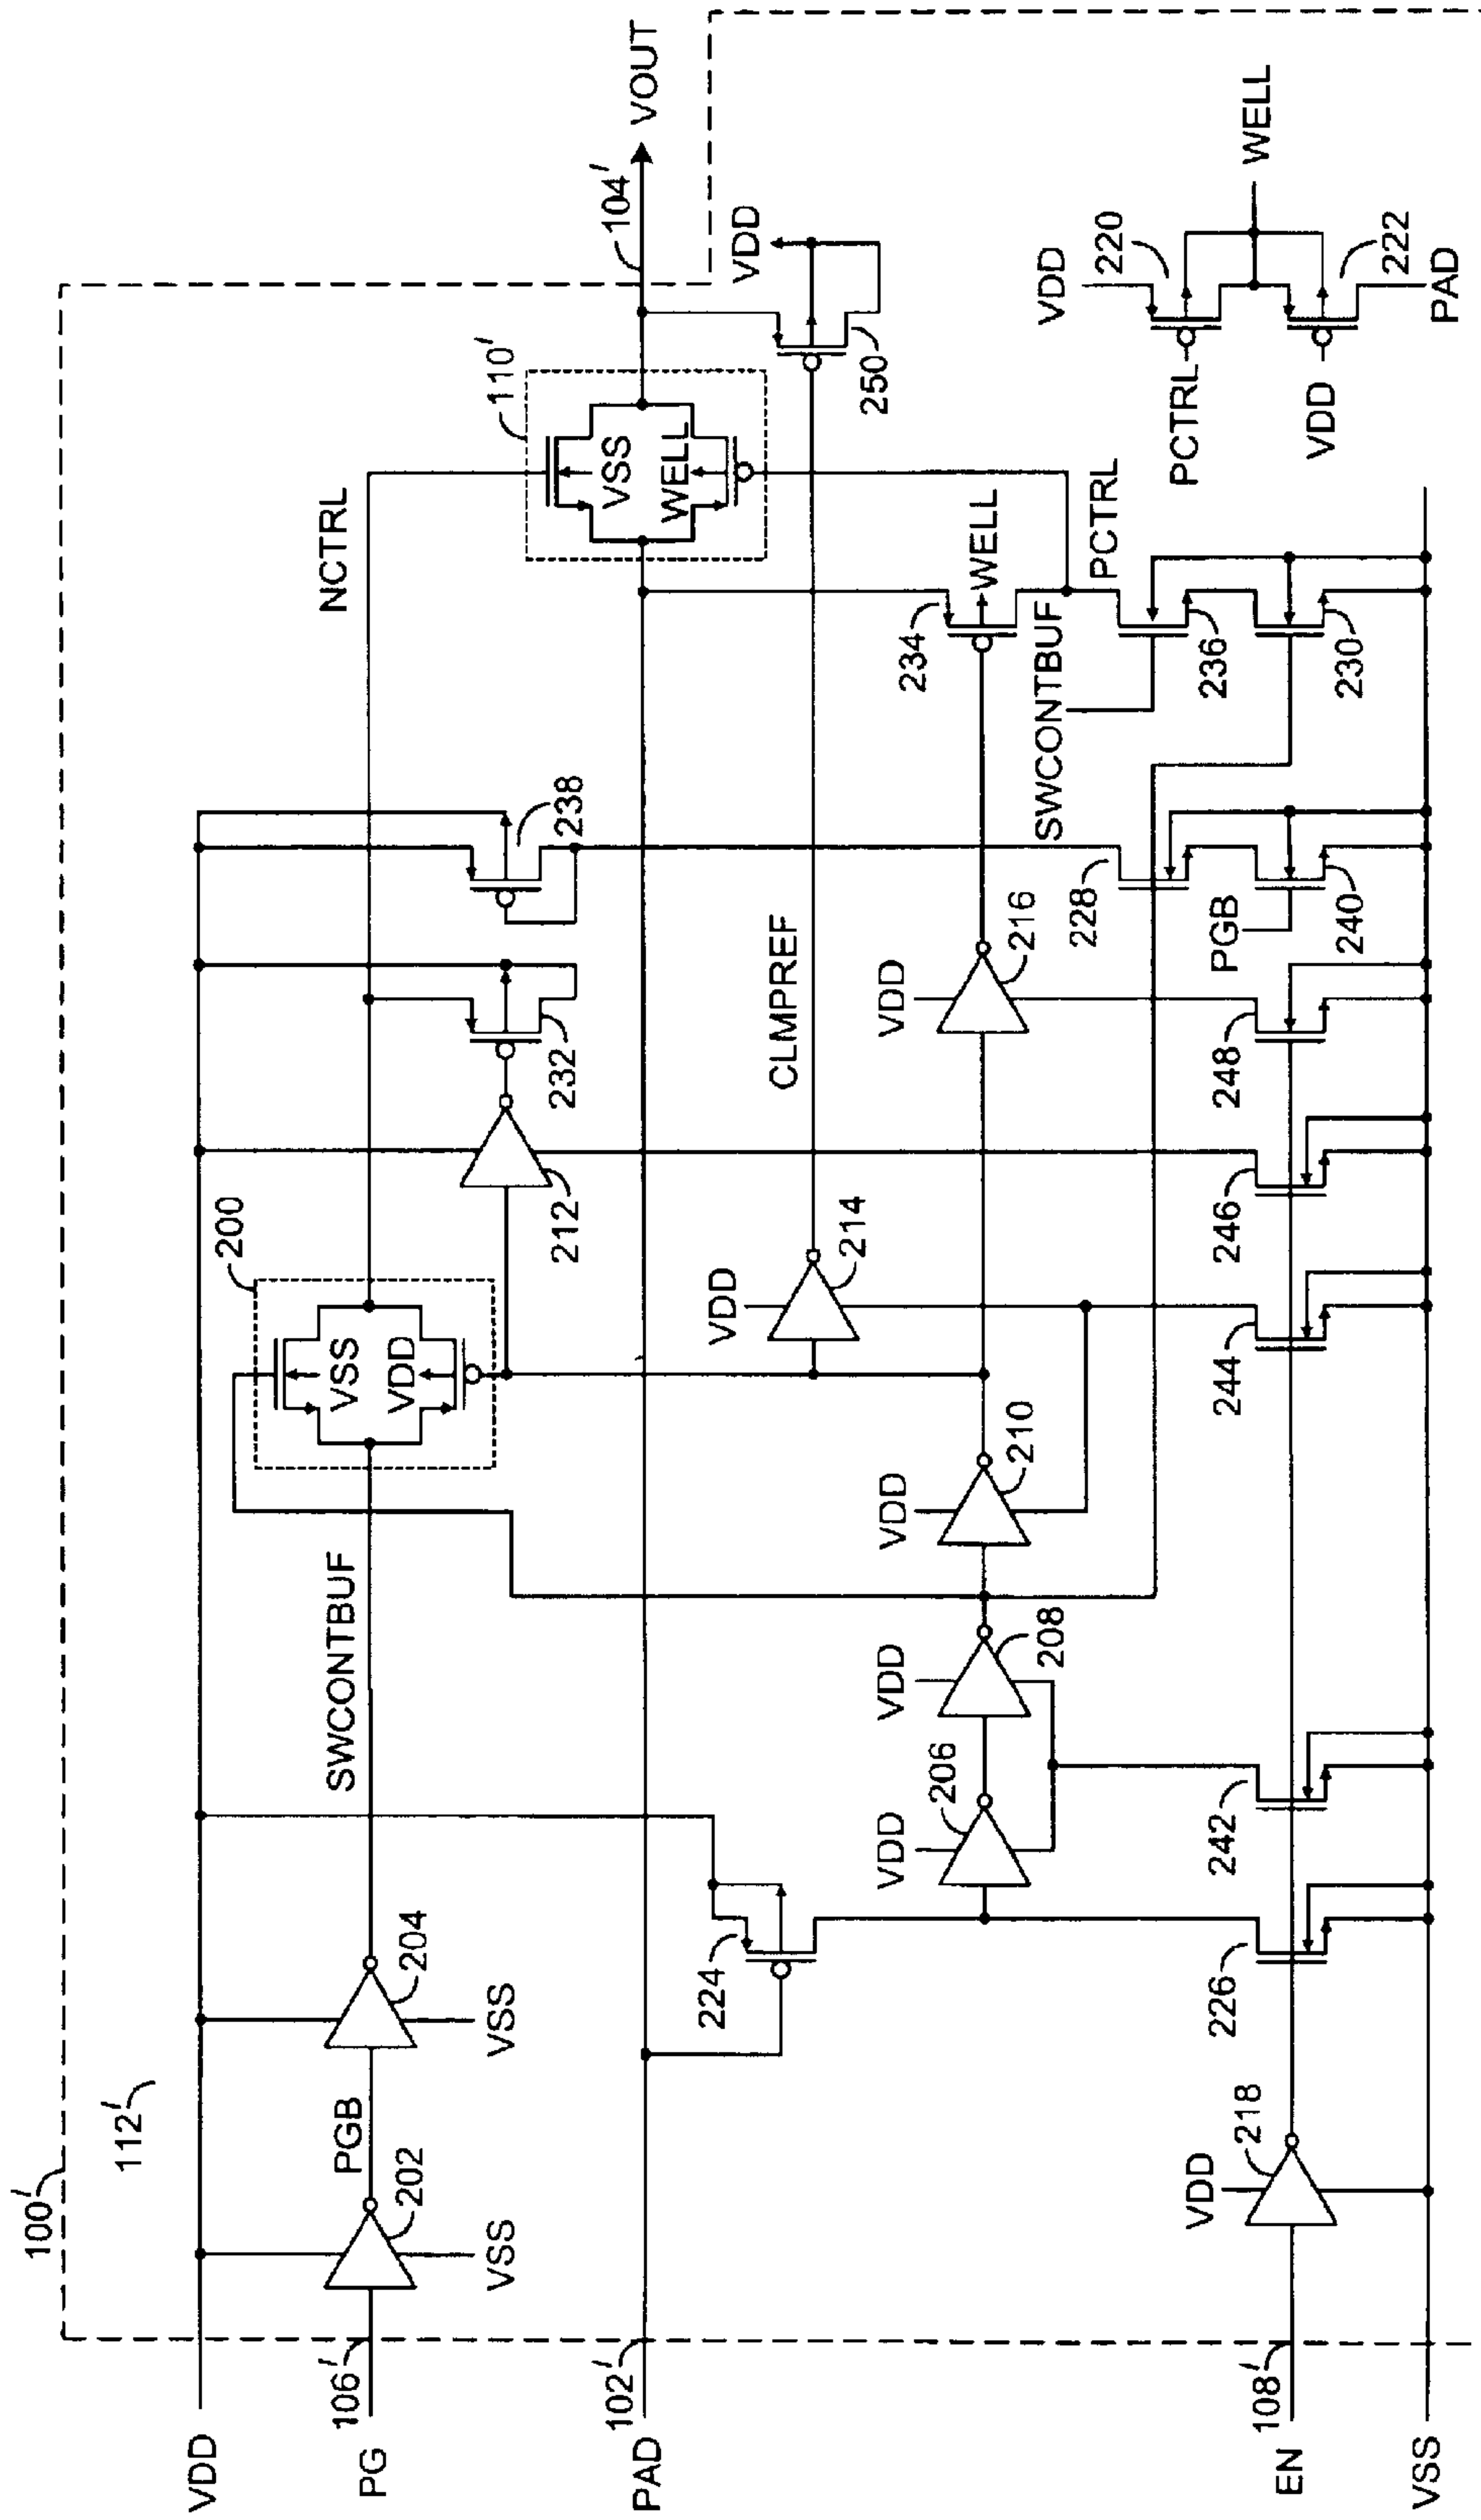 100'
112'
VDD
PG
106'
202
VSS
PGB
204
VSS
SWCONTBUF
200
VSS
VDD
212
232
238
NCTRL
110'
VSS
WELL
104'
VOUT
PAD
102'
224
VDD
206
VDD
208
VDD
210
VDD
214
CLMPREF
VDD
216
234
WELL
SWCONTBUF
PCTRL
236
230
250
VDD
VDD
220
PCTRL
WELL
VDD
222
PAD
EN
108'
VDD
218
226
242
244
246
248
228
PGB
240
VSS